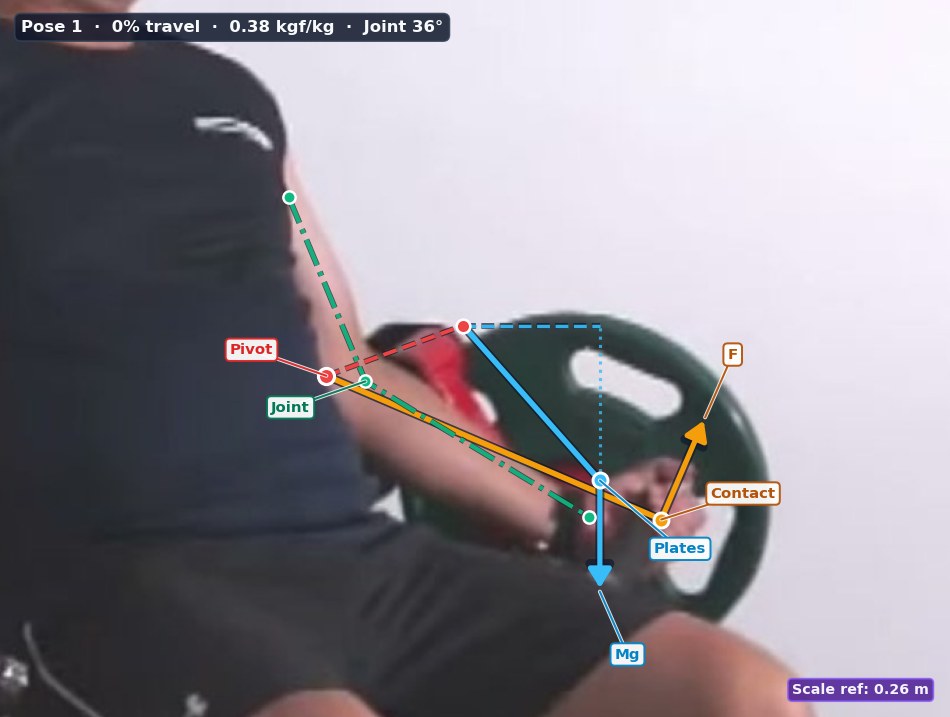 Pose 1 · 0% travel · 0.38 kgf/kg · Joint 36°
Pivot
F
Joint
Contact
Plates
Mg
Scale ref: 0.26 m